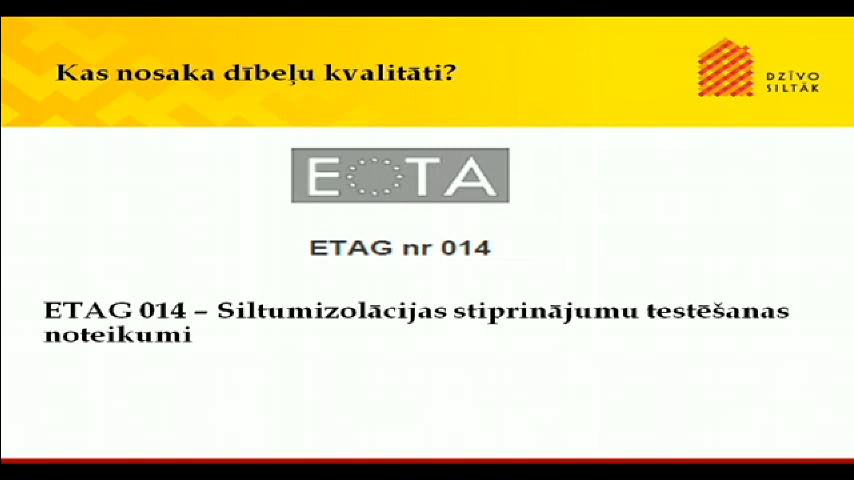 Kas nosaka dībeļu kvalitāti?
DZĪVO
SILTĀK
EOTA
ETAG nr 014
ETAG 014 – Siltumizolācijas stiprinājumu testēšanas
noteikumi